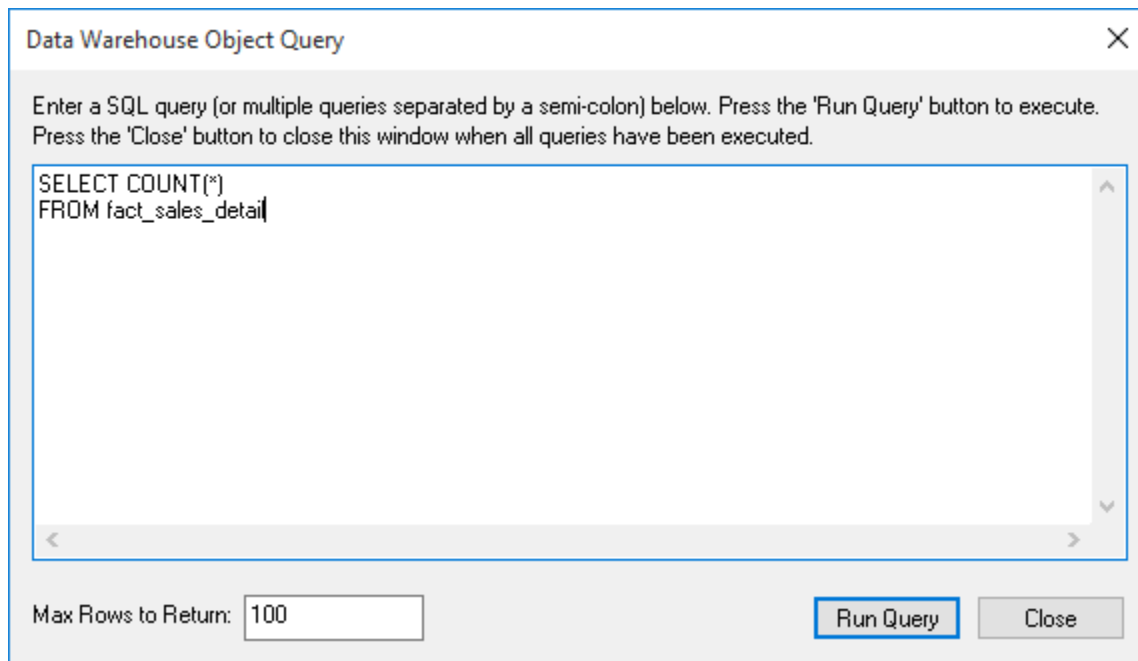 Data Warehouse Object Query
Enter a SQL query (or multiple queries separated by a semi-colon) below. Press the 'Run Query' button to execute.
Press the 'Close' button to close this window when all queries have been executed.
SELECT COUNT(*)
FROM fact_sales_detail
Max Rows to Return: 100 Run Query Close